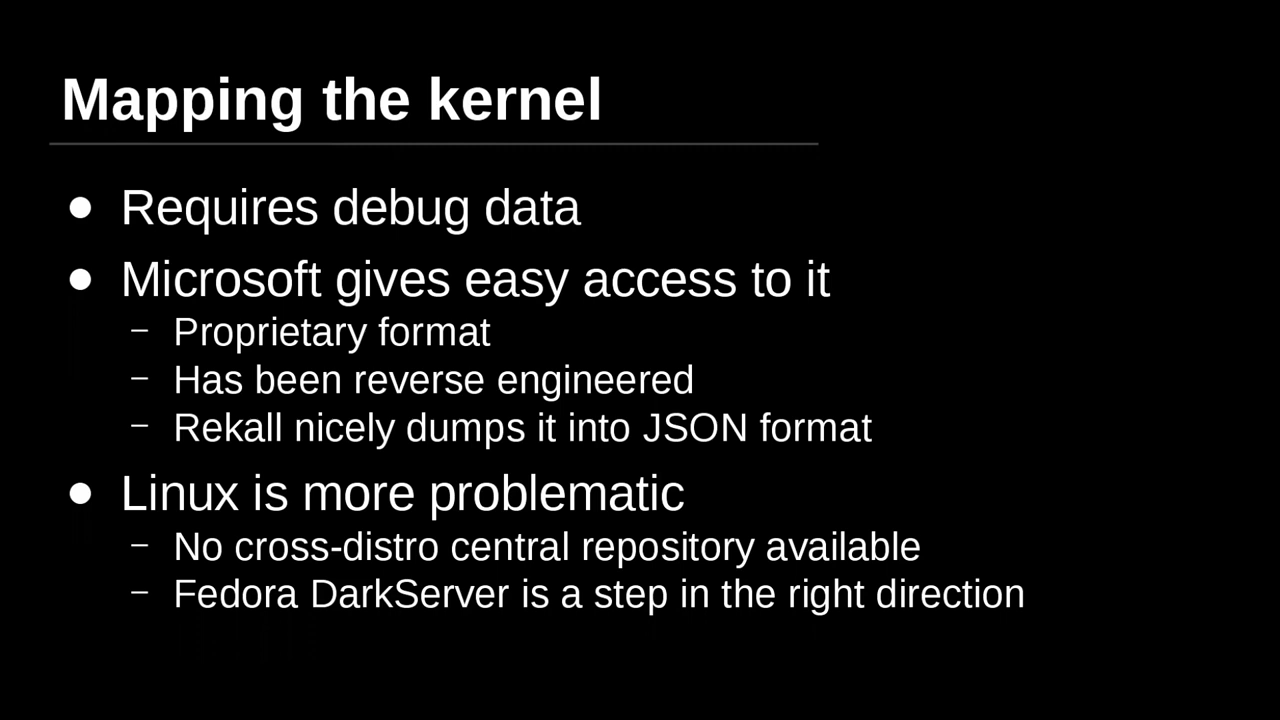 Mapping the kernel
● Requires debug data
● Microsoft gives easy access to it
– Proprietary format
– Has been reverse engineered
– Rekall nicely dumps it into JSON format
● Linux is more problematic
– No cross-distro central repository available
– Fedora DarkServer is a step in the right direction